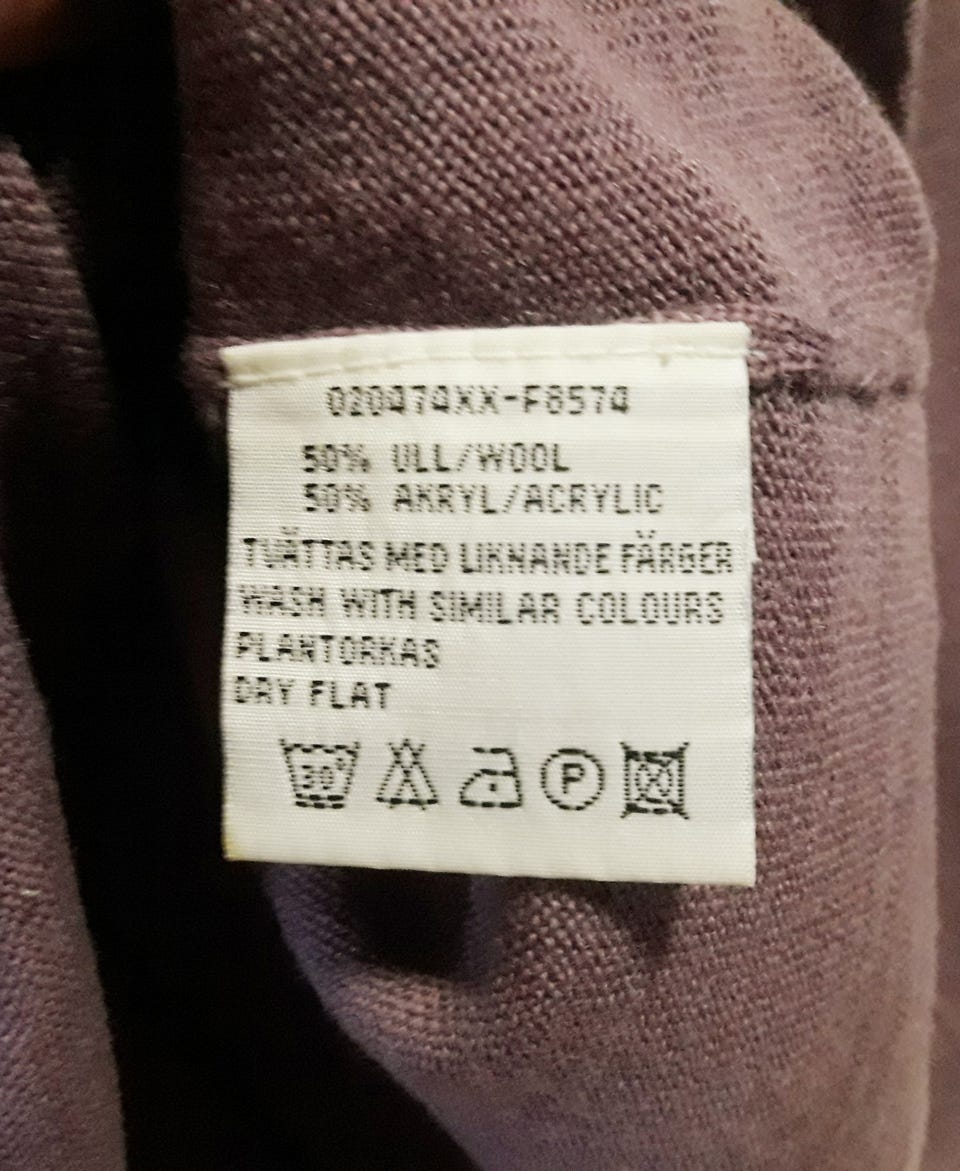 020474XX-F8574
50% ULL/WOOL
50% AKRYL/ACRYLIC
TVÄTTAS MED LIKNANDE FÄRGER
WASH WITH SIMILAR COLOURS
PLANTORKAS
DRY FLAT
30° P